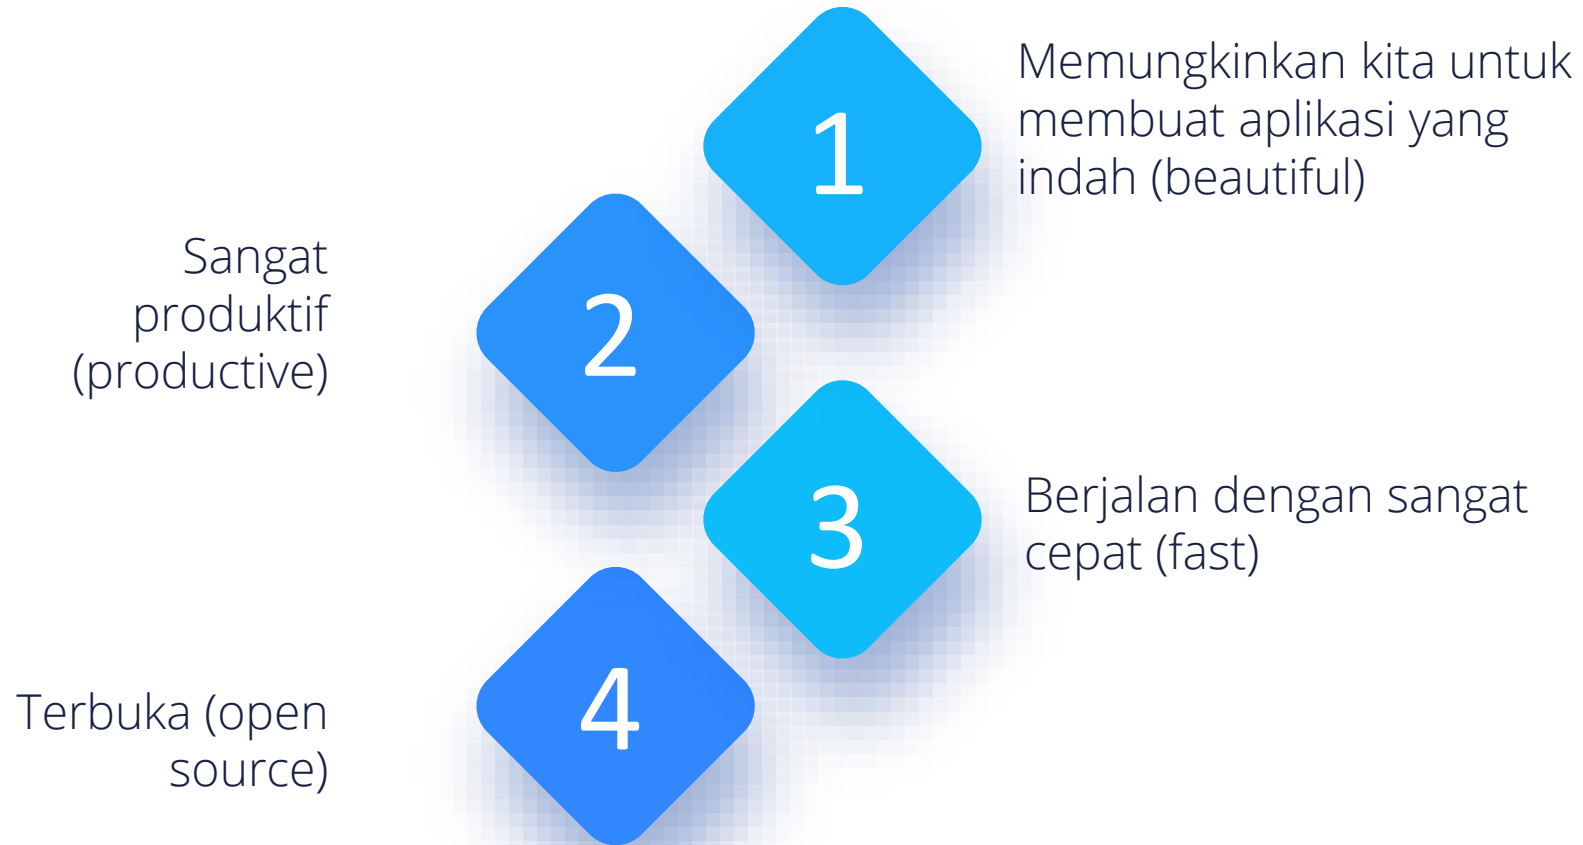 1
Memungkinkan kita untuk
membuat aplikasi yang
indah (beautiful)
2
Sangat
produktif
(productive)
3
Berjalan dengan sangat
cepat (fast)
4
Terbuka (open
source)